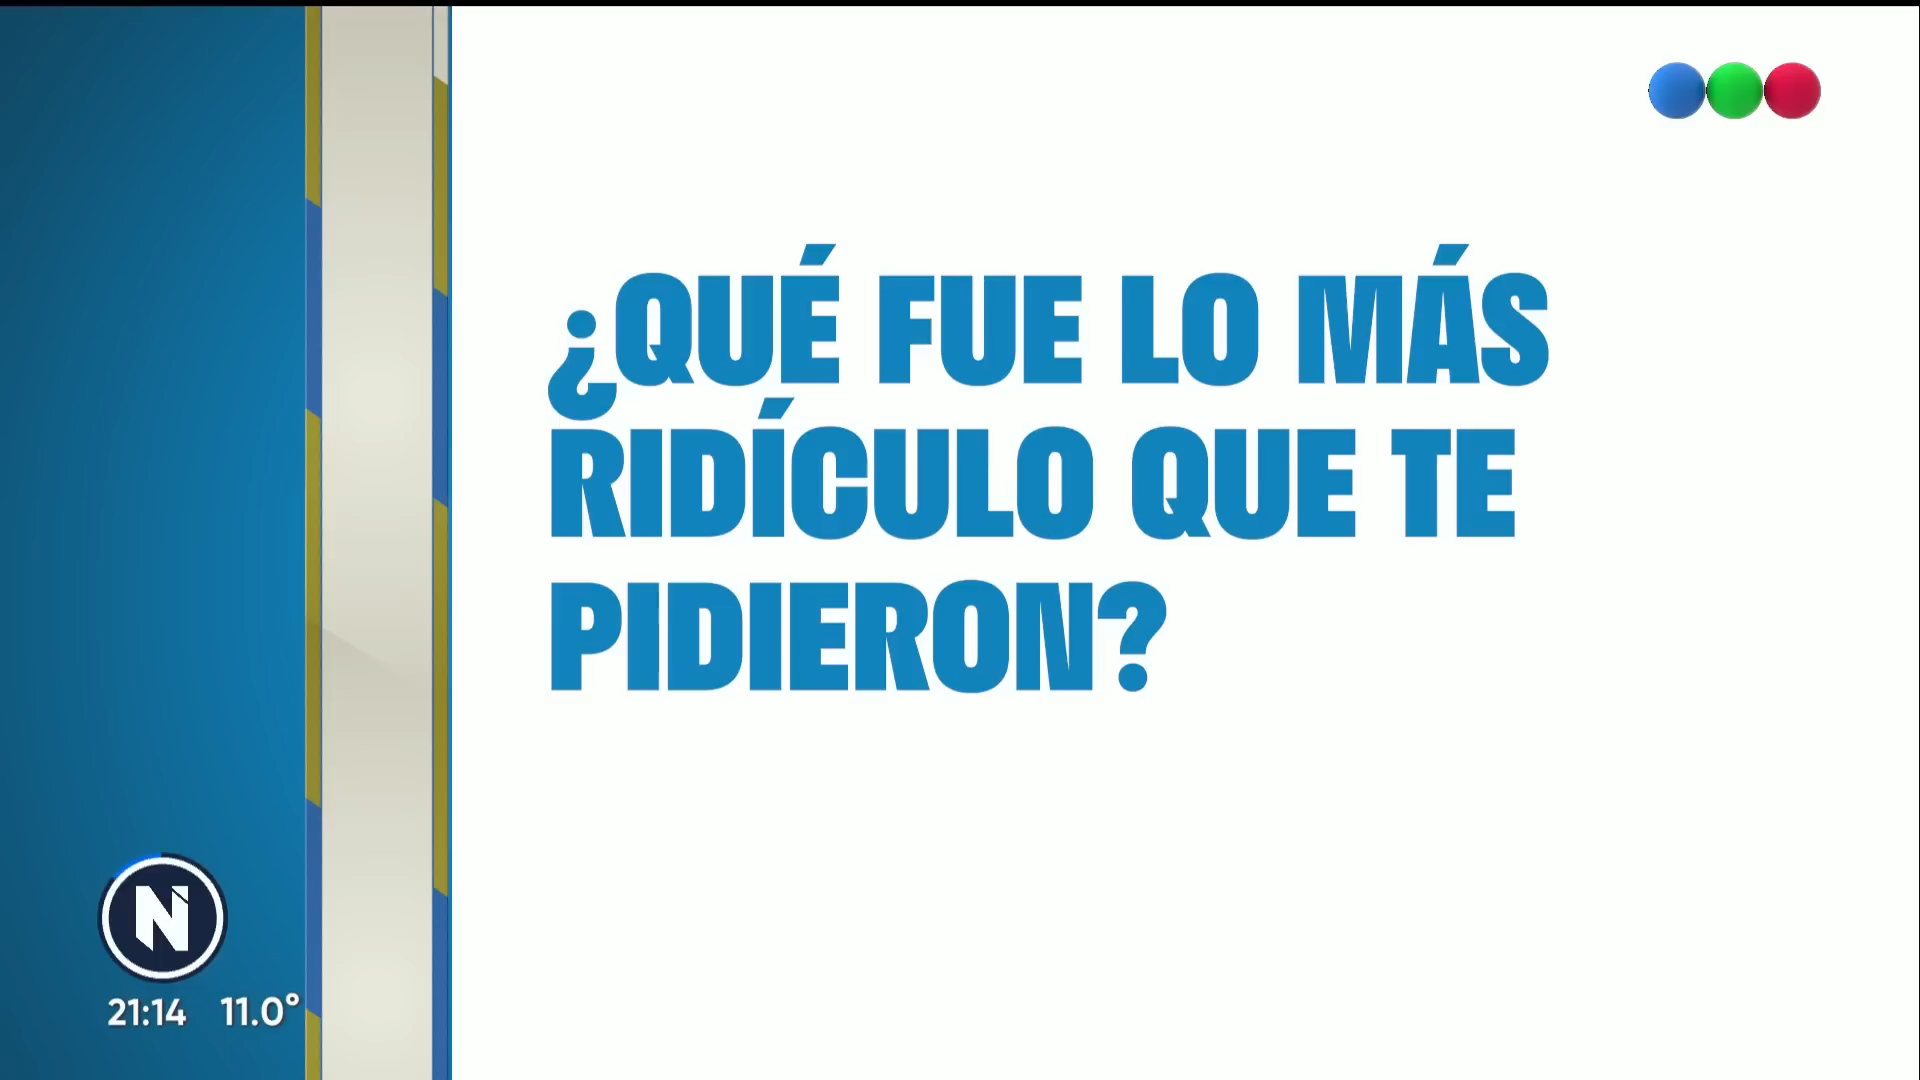 ¿QUÉ FUE LO MÁS
RIDÍCULO QUE TE
PIDIERON?
N
21:14 11.0°